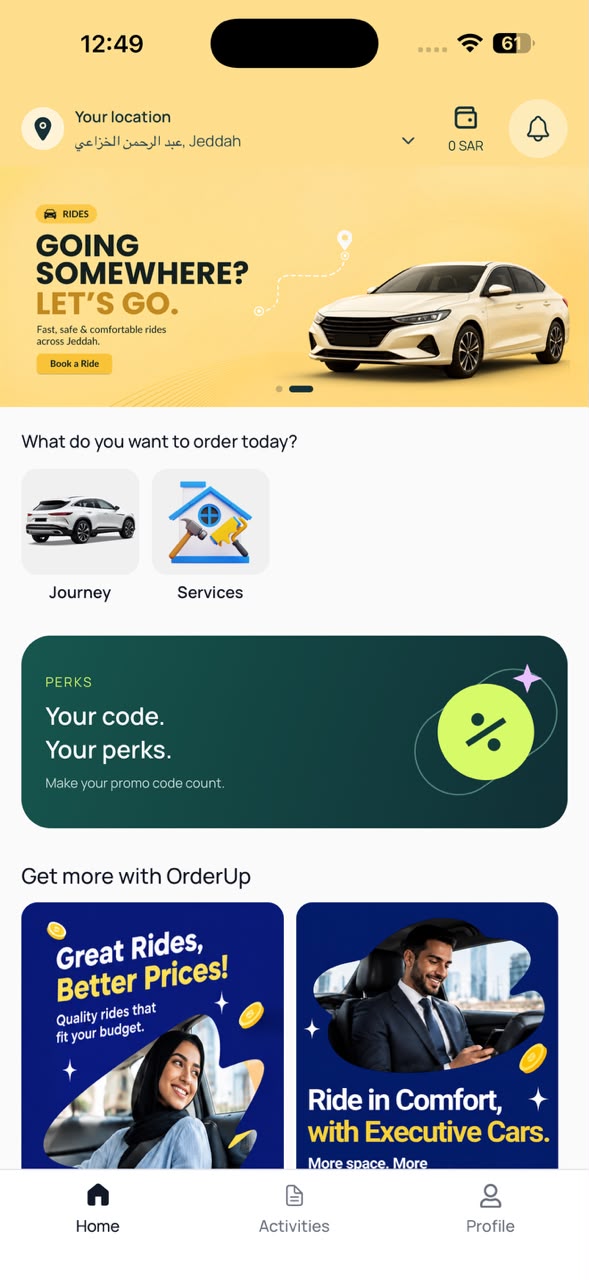 12:49
61
Your location
عبد الرحمن الخزاعي, Jeddah
0 SAR
RIDES
GOING
SOMEWHERE?
LET'S GO.
Fast, safe & comfortable rides
across Jeddah.
Book a Ride
What do you want to order today?
Journey
Services
PERKS
Your code.
Your perks.
Make your promo code count.
%
Get more with OrderUp
Great Rides,
Better Prices!
Quality rides that
fit your budget.
Ride in Comfort,
with Executive Cars.
More space. More
Home
Activities
Profile